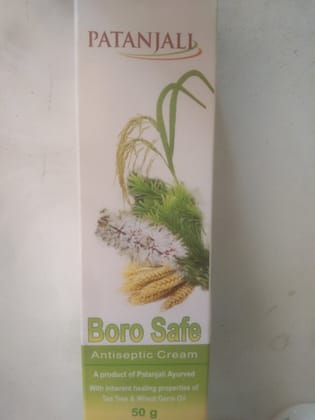 PATANJALI
Boro Safe
Antiseptic Cream
A product of Patanjali Ayurved
With inherent healing properties of
Tea Tree & Wheat Germ Oil
50 g